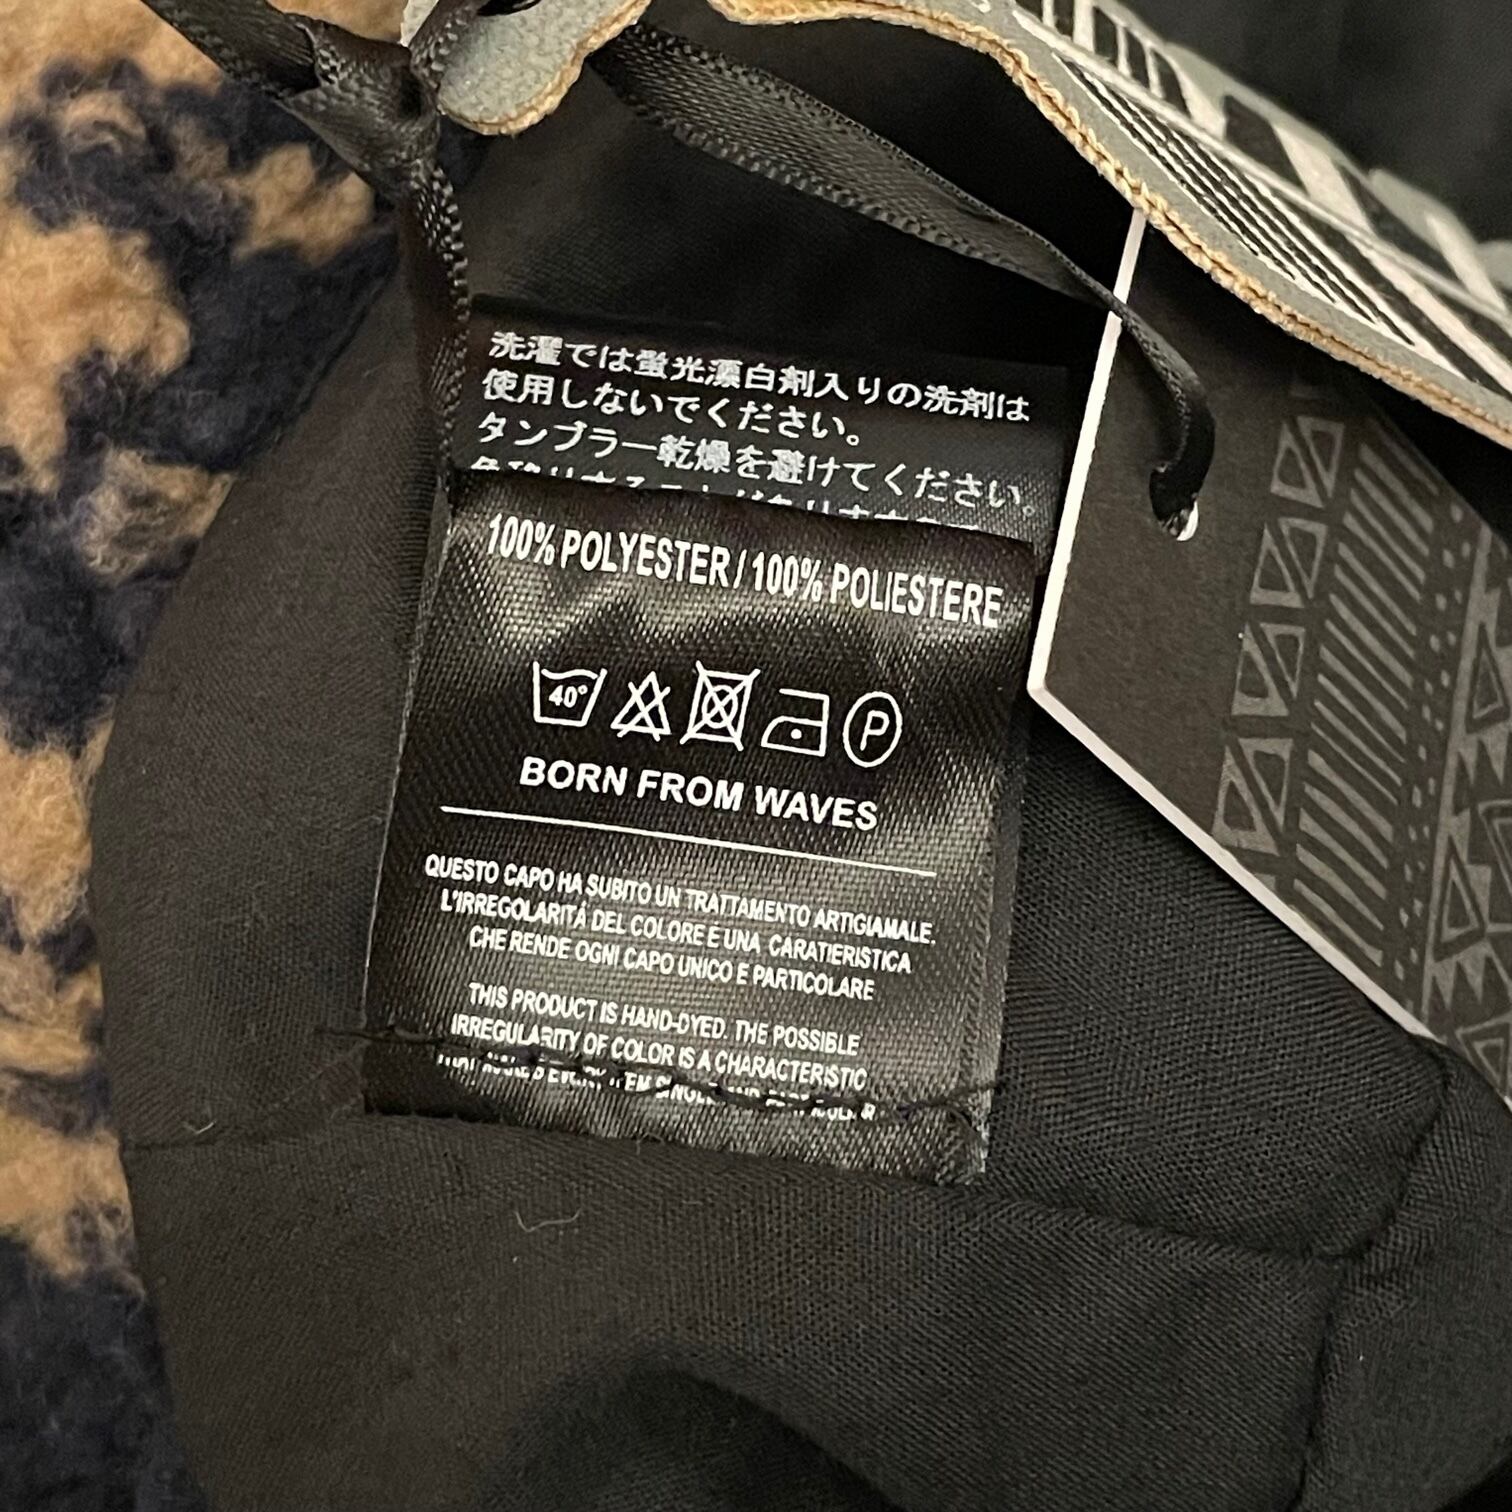 洗濯では蛍光漂白剤入りの洗剤は
使用しないでください。
タンブラー乾燥を避けてください。
100% POLYESTER / 100% POLIESTERE
40°
P
BORN FROM WAVES
QUESTO CAPO HA SUBITO UN TRATTAMENTO ARTIGIAMALE.
L'IRREGOLARITÁ DEL COLORE E UNA CARATIERISTICA
CHE RENDE OGNI CAPO UNICO E PARTICOLARE
THIS PRODUCT IS HAND-DYED. THE POSSIBLE
IRREGULARITY OF COLOR IS A CHARACTERISTIC